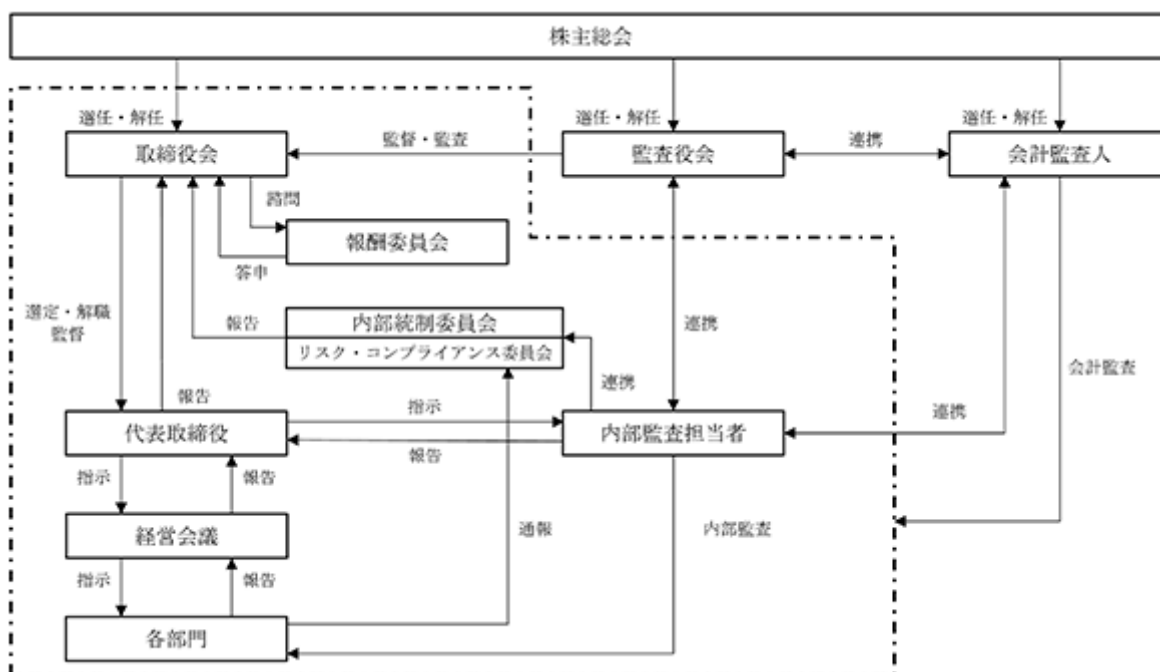 株主総会
選任・解任
選任・解任
選任・解任
取締役会
監督・監査
監査役会
連携
会計監査人
諮問
報酬委員会
答申
選定・解職
監督
報告
内部統制委員会
リスク・コンプライアンス委員会
連携
会計監査
報告
連携
指示
連携
代表取締役
内部監査担当者
報告
指示
報告
経営会議
通報
内部監査
指示
報告
各部門